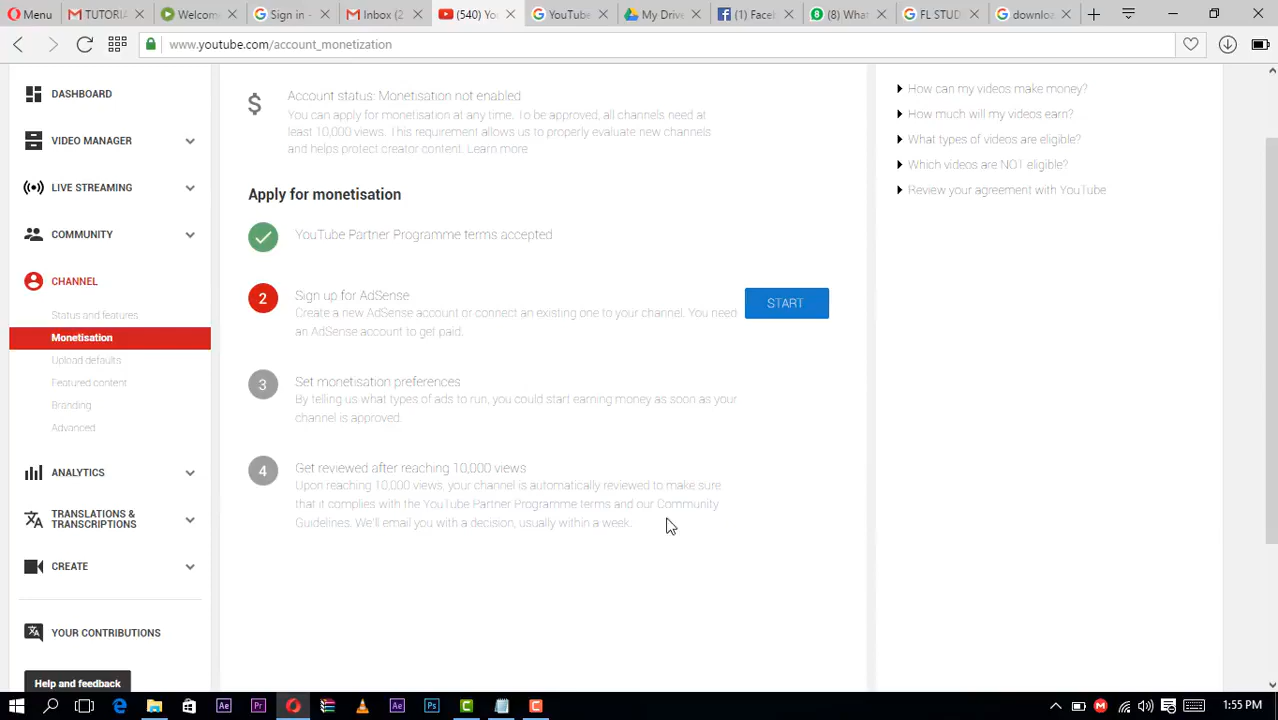 Menu
TUTORI
Welcom
Sign in -
Inbox (2
(540) Yo
YouTube
My Drive
(1) Face
(8) What
FL STUD
downlo
www.youtube.com/account_monetization
DASHBOARD
VIDEO MANAGER
LIVE STREAMING
COMMUNITY
CHANNEL
Status and features
Monetisation
Upload defaults
Featured content
Branding
Advanced
ANALYTICS
TRANSLATIONS &
TRANSCRIPTIONS
CREATE
YOUR CONTRIBUTIONS
Help and feedback
Account status: Monetisation not enabled
You can apply for monetisation at any time. To be approved, all channels need at
least 10,000 views. This requirement allows us to properly evaluate new channels
and helps protect creator content. Learn more
Apply for monetisation
YouTube Partner Programme terms accepted
2
Sign up for AdSense
Create a new AdSense account or connect an existing one to your channel. You need
an AdSense account to get paid.
START
3
Set monetisation preferences
By telling us what types of ads to run, you could start earning money as soon as your
channel is approved.
4
Get reviewed after reaching 10,000 views
Upon reaching 10,000 views, your channel is automatically reviewed to make sure
that it complies with the YouTube Partner Programme terms and our Community
Guidelines. We'll email you with a decision, usually within a week.
How can my videos make money?
How much will my videos earn?
What types of videos are eligible?
Which videos are NOT eligible?
Review your agreement with YouTube
Ae
Pr
Ae
Ps
1:55 PM